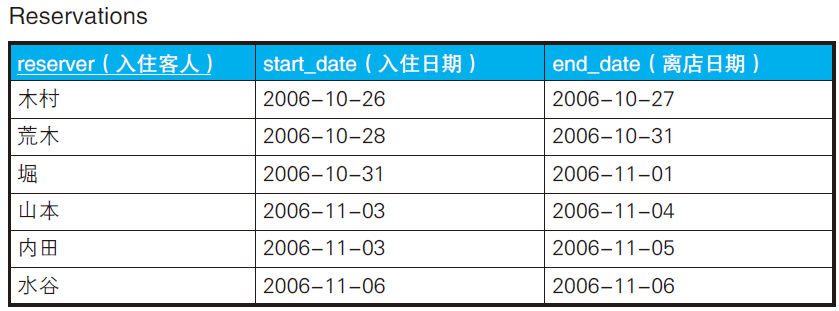 Reservations
reserver（入住客人） start_date（入住日期） end_date（离店日期）
木村 2006-10-26 2006-10-27
荒木 2006-10-28 2006-10-31
堀 2006-10-31 2006-11-01
山本 2006-11-03 2006-11-04
内田 2006-11-03 2006-11-05
水谷 2006-11-06 2006-11-06